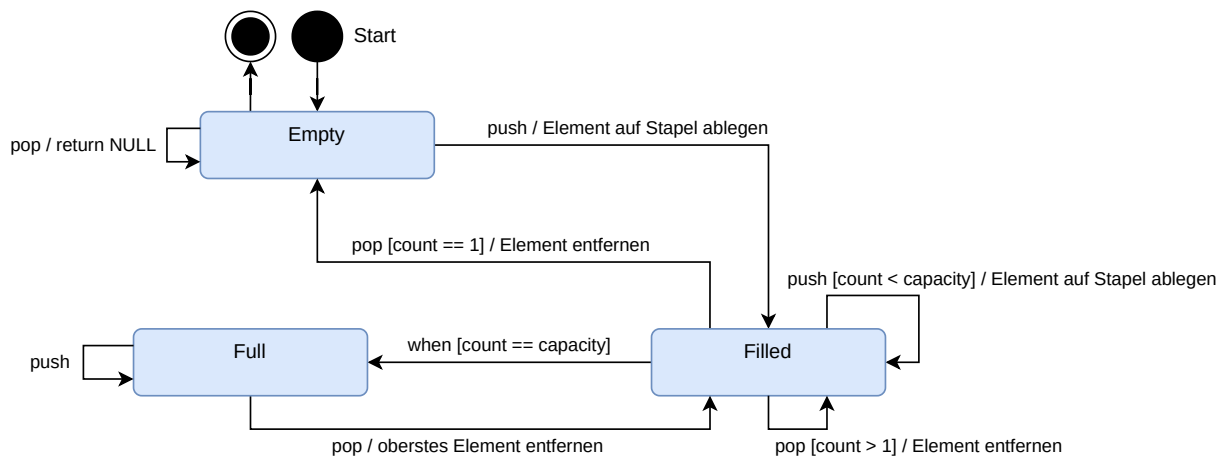 Start
Empty
pop / return NULL
push / Element auf Stapel ablegen
pop [count == 1] / Element entfernen
push [count < capacity] / Element auf Stapel ablegen
Full
push
when [count == capacity]
Filled
pop / oberstes Element entfernen
pop [count > 1] / Element entfernen